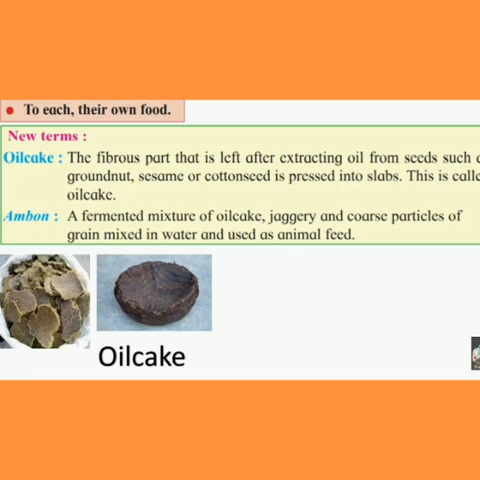 • To each, their own food.
New terms :
Oilcake : The fibrous part that is left after extracting oil from seeds such
groundnut, sesame or cottonseed is pressed into slabs. This is
oilcake.
Ambon : A fermented mixture of oilcake, jaggery and coarse particles of
grain mixed in water and used as animal feed.
Oilcake